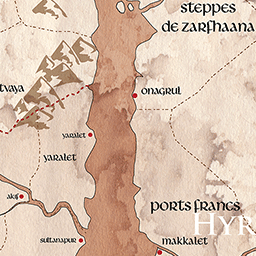 STEPPES
DE ZARFHAANA
TVAYA
ONAGRUL
YARALET
YARALET
AKIF
PORTS FRANCS
HYR
SULTANAPUR
MAKKALET